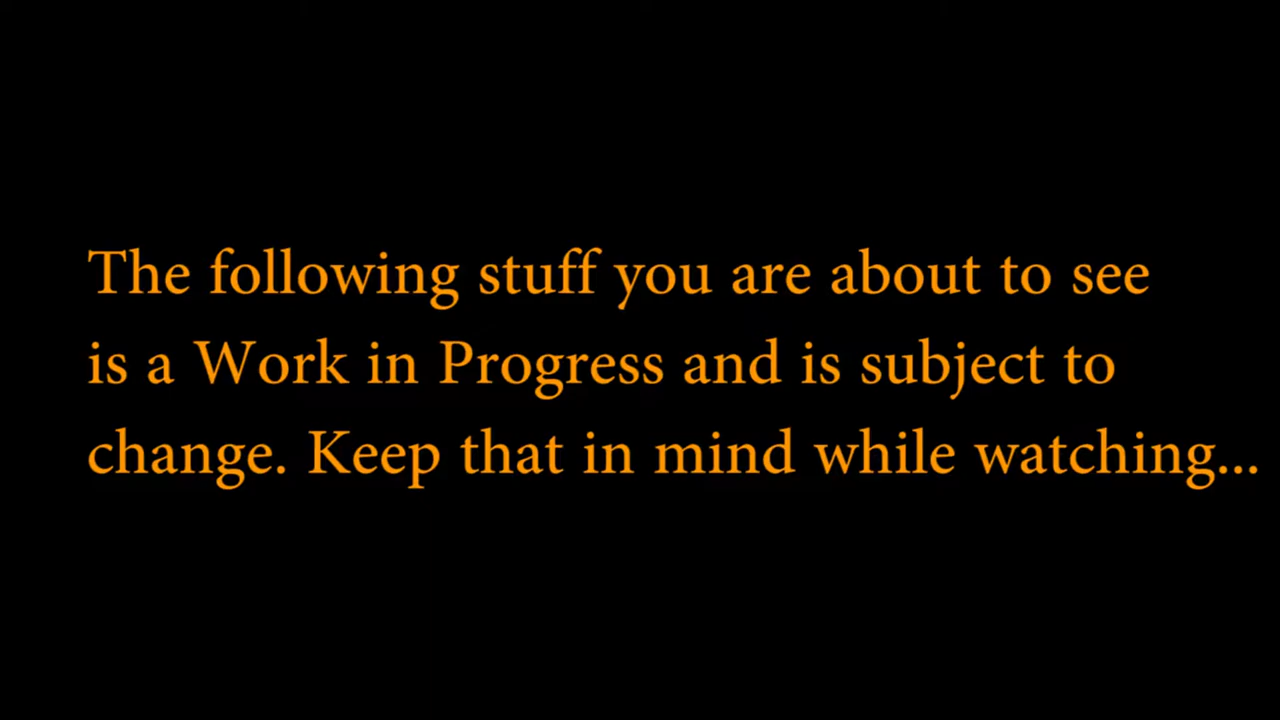 The following stuff you are about to see
is a Work in Progress and is subject to
change. Keep that in mind while watching...